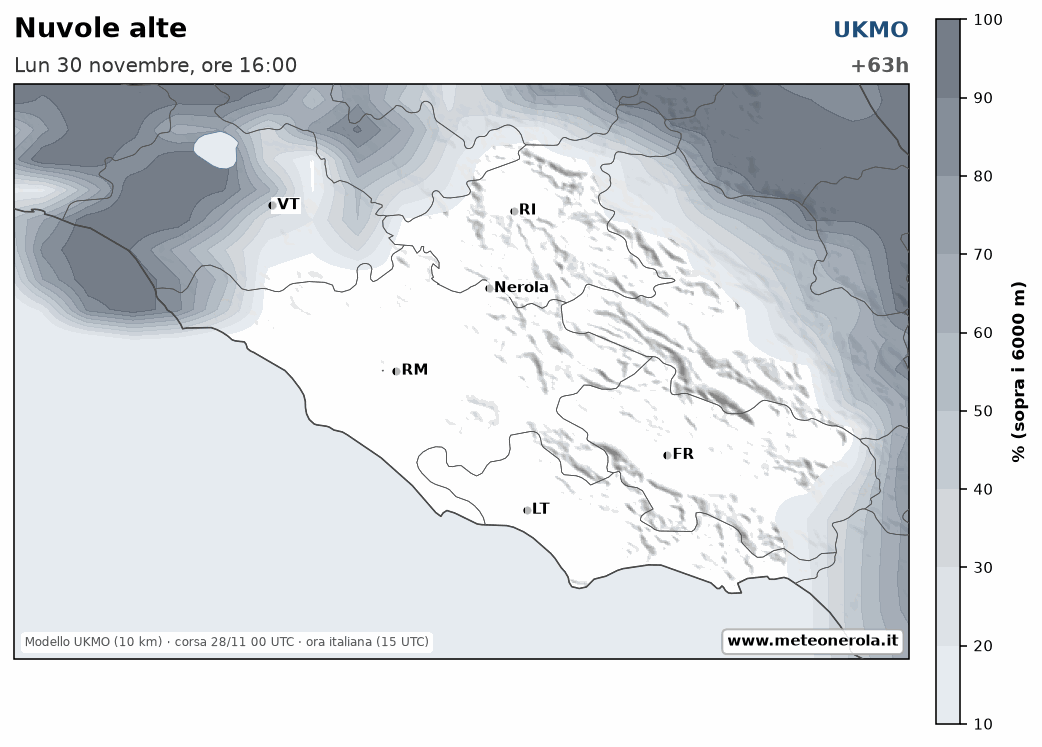 Nuvole alte
UKMO
Lun 30 novembre, ore 16:00
+63h
VT
RI
Nerola
RM
FR
LT
Modello UKMO (10 km) · corsa 28/11 00 UTC · ora italiana (15 UTC)
www.meteonerola.it
100
90
80
70
60
50
40
30
20
10
% (sopra i 6000 m)